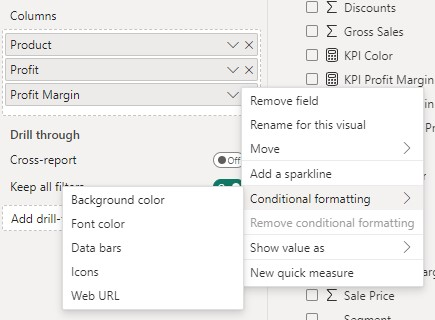 Columns
Product
Profit
Profit Margin
Drill through
Cross-report
Off
Keep all filters
Add drill-
Discounts
Gross Sales
KPI Color
KPI Profit Margin
Sale Price
Segment
Remove field
Rename for this visual
Move
Add a sparkline
Conditional formatting
Remove conditional formatting
Show value as
New quick measure
Background color
Font color
Data bars
Icons
Web URL